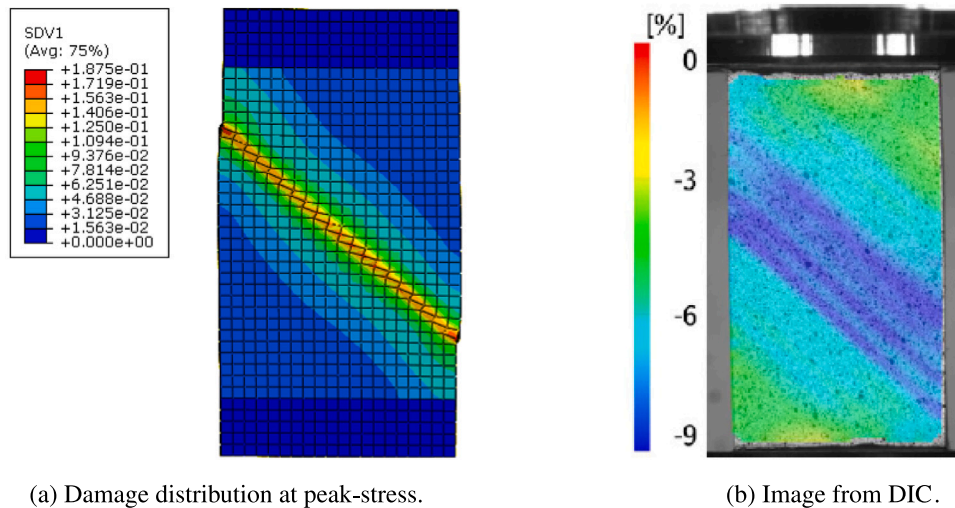 SDV1
(Avg: 75%)
+1.875e-01
+1.719e-01
+1.563e-01
+1.406e-01
+1.250e-01
+1.094e-01
+9.376e-02
+7.814e-02
+6.251e-02
+4.688e-02
+3.125e-02
+1.563e-02
+0.000e+00
[%]
0
-3
-6
-9
(a) Damage distribution at peak-stress.
(b) Image from DIC.